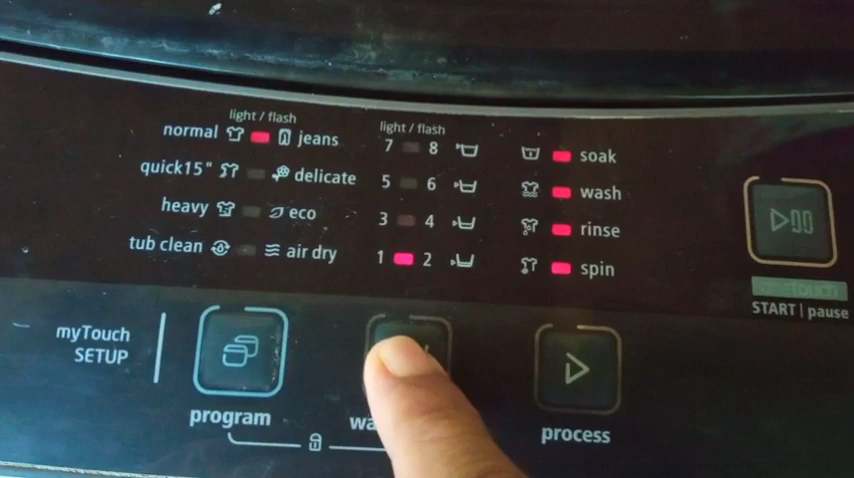 light / flash
normal jeans
quick15" delicate
heavy eco
tub clean air dry
light / flash
7 8
5 6
3 4
1 2
soak
wash
rinse
spin
START | pause
myTouch
SETUP
program
process